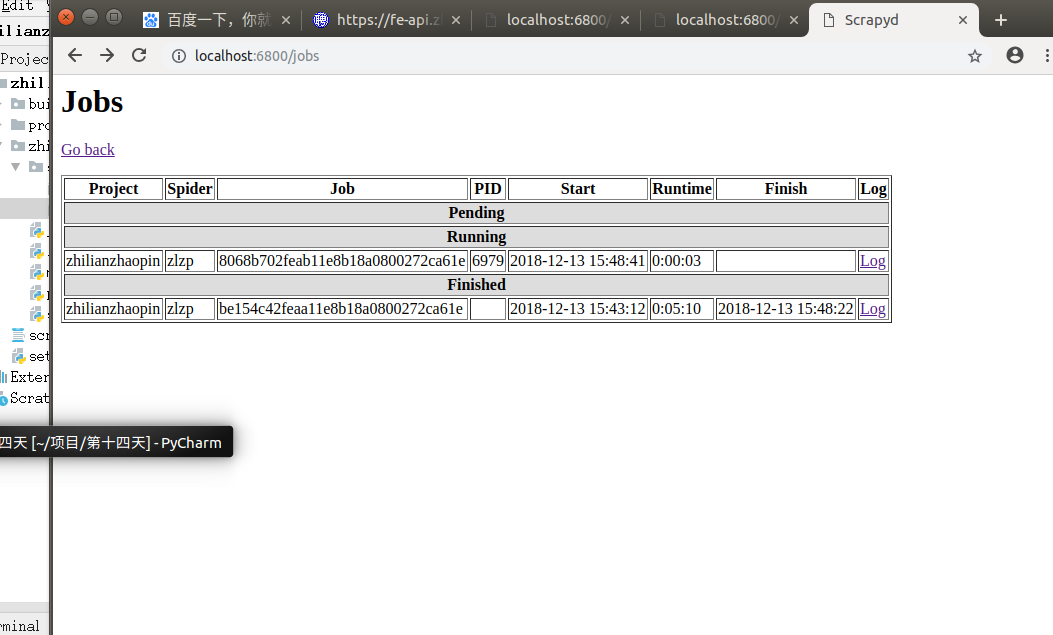 Edit
百度一下，你就
https://fe-api.z
localhost:6800/
localhost:6800/
Scrapyd
ilianz
localhost:6800/jobs
Projec
zhil
bui
pro
zhi
Jobs
Go back
Project Spider Job PID Start Runtime Finish Log
Pending
Running
zhilianzhaopin zlzp 8068b702feab11e8b18a0800272ca61e 6979 2018-12-13 15:48:41 0:00:03 Log
Finished
zhilianzhaopin zlzp be154c42feaa11e8b18a0800272ca61e 2018-12-13 15:43:12 0:05:10 2018-12-13 15:48:22 Log
scr
set
Exter
Scrat
四天 [~/项目/第十四天] - PyCharm
rminal